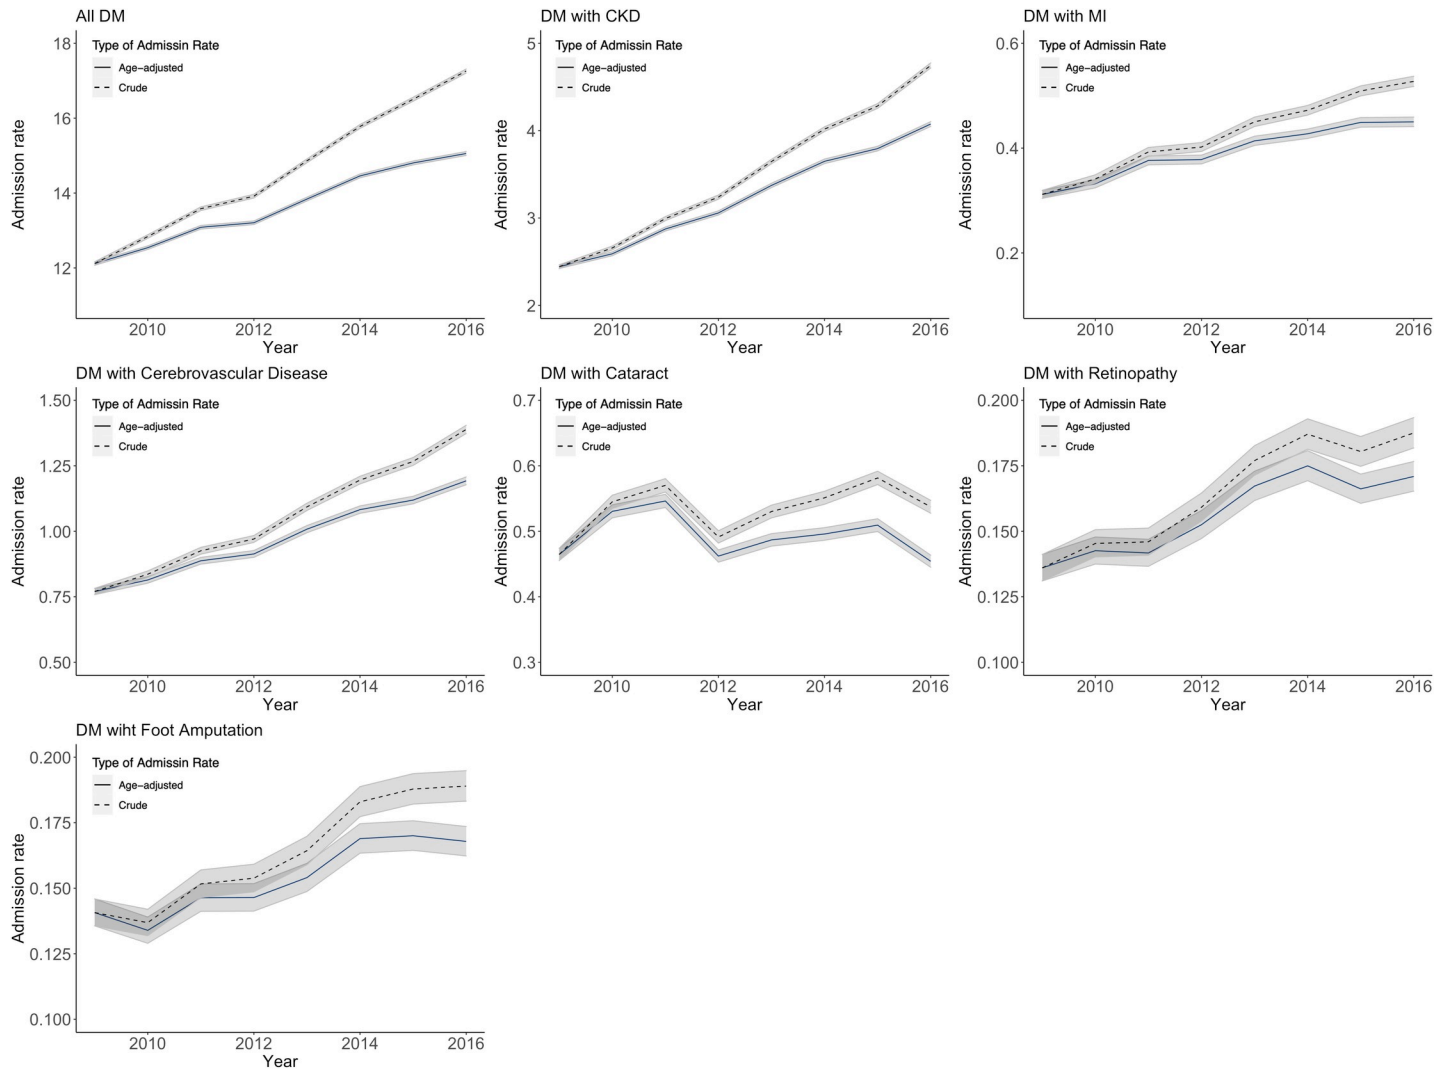 All DM
Type of Admissin Rate
Age-adjusted
Crude
18
16
14
12
Admission rate
2010 2012 2014 2016
Year
DM with CKD
Type of Admissin Rate
Age-adjusted
Crude
5
4
3
2
Admission rate
2010 2012 2014 2016
Year
DM with MI
Type of Admissin Rate
Age-adjusted
Crude
0.6
0.4
0.2
Admission rate
2010 2012 2014 2016
Year
DM with Cerebrovascular Disease
Type of Admissin Rate
Age-adjusted
Crude
1.50
1.25
1.00
0.75
0.50
Admission rate
2010 2012 2014 2016
Year
DM with Cataract
Type of Admissin Rate
Age-adjusted
Crude
0.7
0.6
0.5
0.4
0.3
Admission rate
2010 2012 2014 2016
Year
DM with Retinopathy
Type of Admissin Rate
Age-adjusted
Crude
0.200
0.175
0.150
0.125
0.100
Admission rate
2010 2012 2014 2016
Year
DM wiht Foot Amputation
Type of Admissin Rate
Age-adjusted
Crude
0.200
0.175
0.150
0.125
0.100
Admission rate
2010 2012 2014 2016
Year